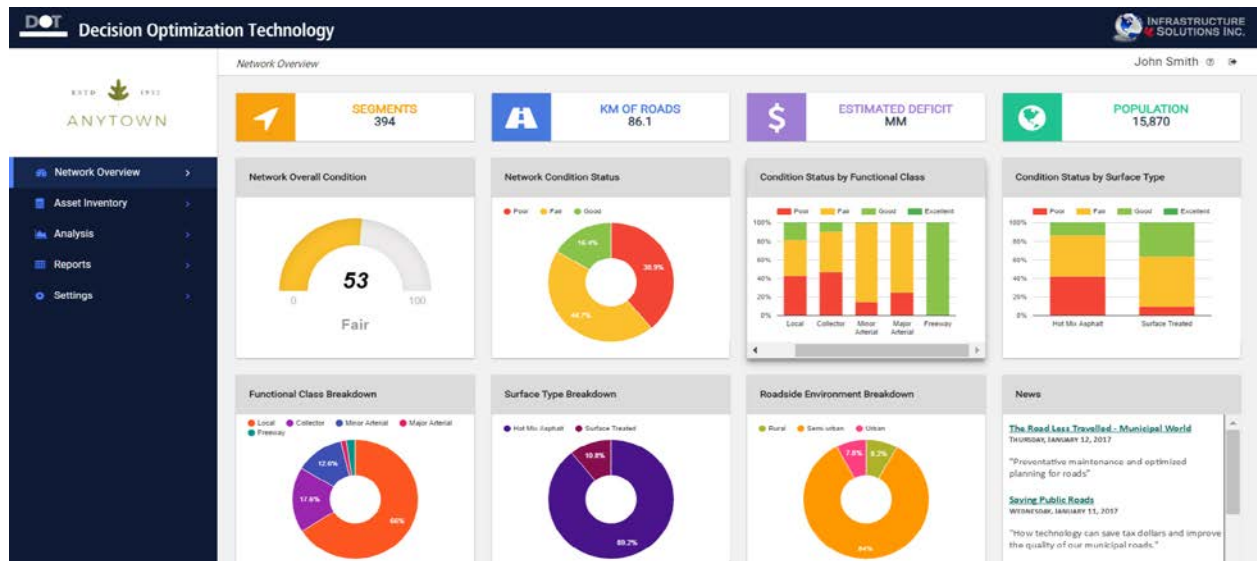 DOT Decision Optimization Technology
INFRASTRUCTURE
SOLUTIONS INC.
ANYTOWN
Network Overview
John Smith
Network Overview
Asset Inventory
Analysis
Reports
Settings
SEGMENTS
394
KM OF ROADS
86.1
ESTIMATED DEFICIT
MM
POPULATION
15,870
Network Overall Condition
53
0 100
Fair
Network Condition Status
Poor Fair Good
16.4%
38.9%
44.7%
Condition Status by Functional Class
Poor Fair Good Excellent
100%
80%
60%
40%
20%
0%
Local Collector Minor Arterial Major Arterial Freeway
Condition Status by Surface Type
Poor Fair Good Excellent
100%
80%
60%
40%
20%
0%
Hot Mix Asphalt Surface Treated
Functional Class Breakdown
Local Collector Minor Arterial Major Arterial
Freeway
12.6%
17.6%
66%
Surface Type Breakdown
Hot Mix Asphalt Surface Treated
10.8%
89.2%
Roadside Environment Breakdown
Rural Semi-urban Urban
7.8% 8.2%
84%
News
The Road Less Travelled - Municipal World
THURSDAY, JANUARY 12, 2017
"Preventative maintenance and optimized
planning for roads"
Saving Public Roads
WEDNESDAY, JANUARY 11, 2017
"How technology can save tax dollars and improve
the quality of our municipal roads."